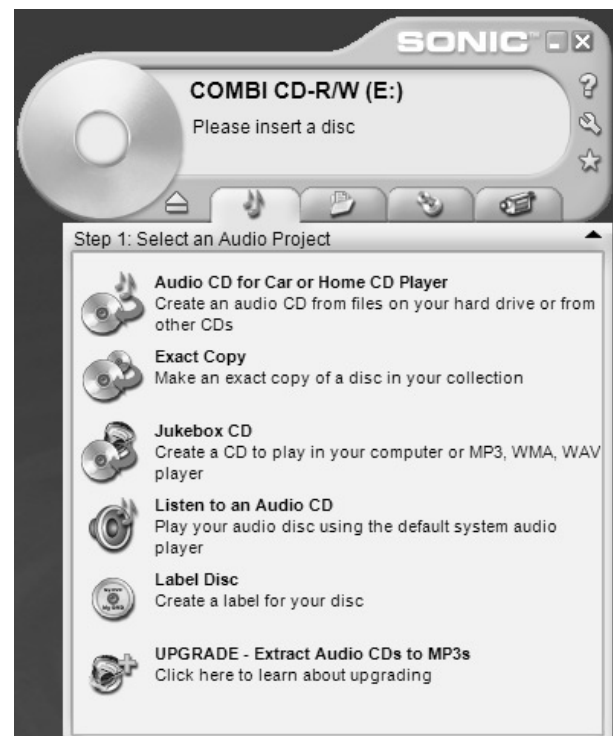 SONIC™
COMBI CD-R/W (E:)
Please insert a disc
Step 1: Select an Audio Project
Audio CD for Car or Home CD Player
Create an audio CD from files on your hard drive or from
other CDs
Exact Copy
Make an exact copy of a disc in your collection
Jukebox CD
Create a CD to play in your computer or MP3, WMA, WAV
player
Listen to an Audio CD
Play your audio disc using the default system audio
player
Label Disc
Create a label for your disc
UPGRADE - Extract Audio CDs to MP3s
Click here to learn about upgrading